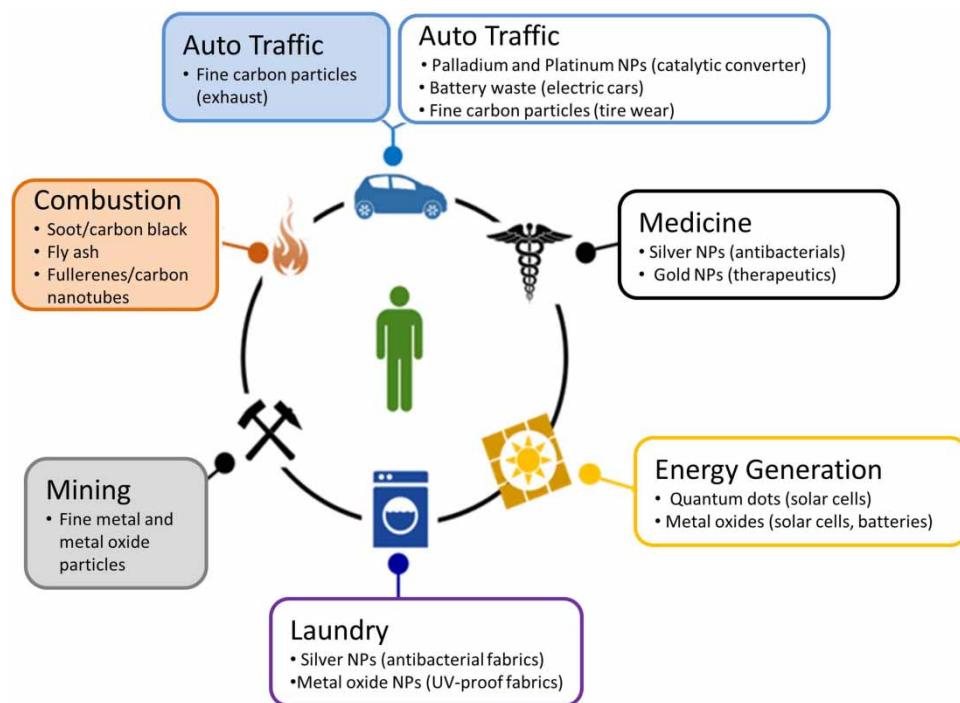 Auto Traffic
• Fine carbon particles
(exhaust)
Auto Traffic
• Palladium and Platinum NPs (catalytic converter)
• Battery waste (electric cars)
• Fine carbon particles (tire wear)
Combustion
• Soot/carbon black
• Fly ash
• Fullerenes/carbon
nanotubes
Medicine
• Silver NPs (antibacterials)
• Gold NPs (therapeutics)
Mining
• Fine metal and
metal oxide
particles
Energy Generation
• Quantum dots (solar cells)
• Metal oxides (solar cells, batteries)
Laundry
• Silver NPs (antibacterial fabrics)
•Metal oxide NPs (UV-proof fabrics)